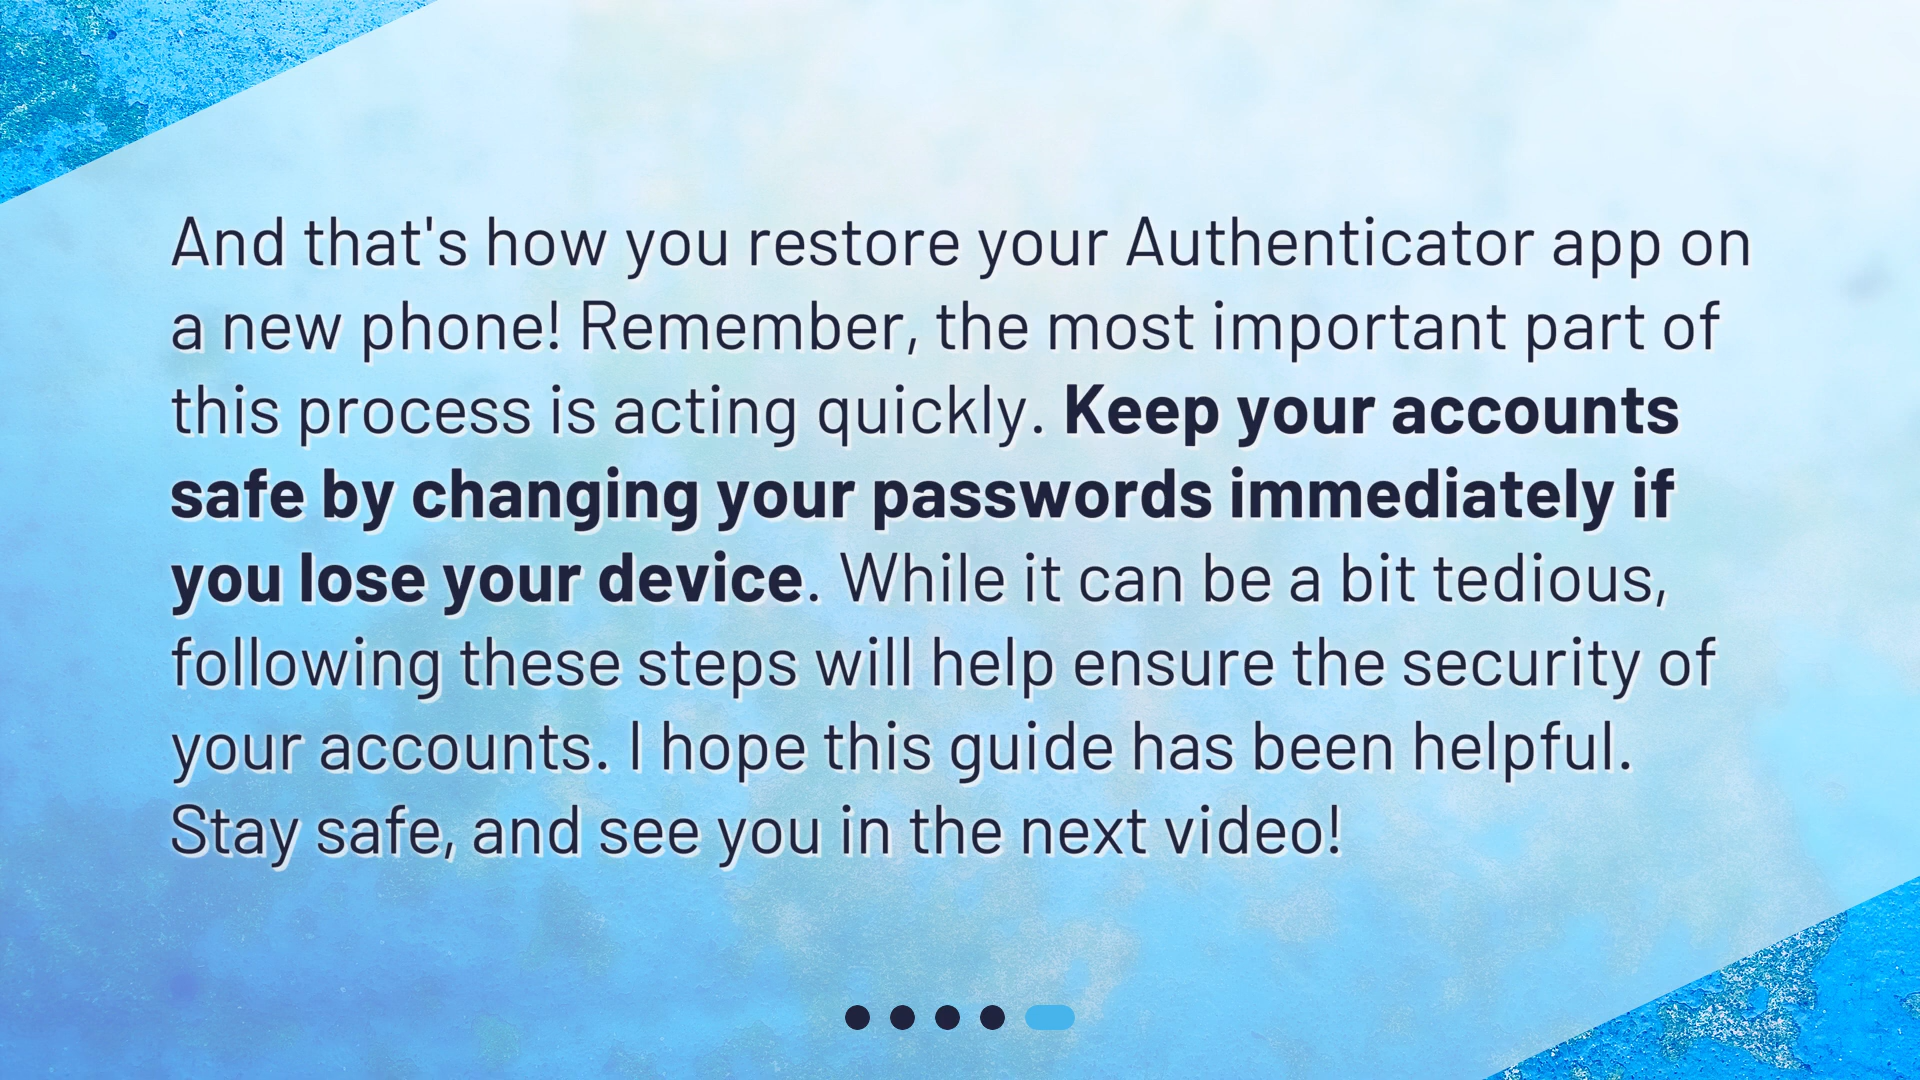 And that's how you restore your Authenticator app on
a new phone! Remember, the most important part of
this process is acting quickly. Keep your accounts
safe by changing your passwords immediately if
you lose your device. While it can be a bit tedious,
following these steps will help ensure the security of
your accounts. I hope this guide has been helpful.
Stay safe, and see you in the next video!